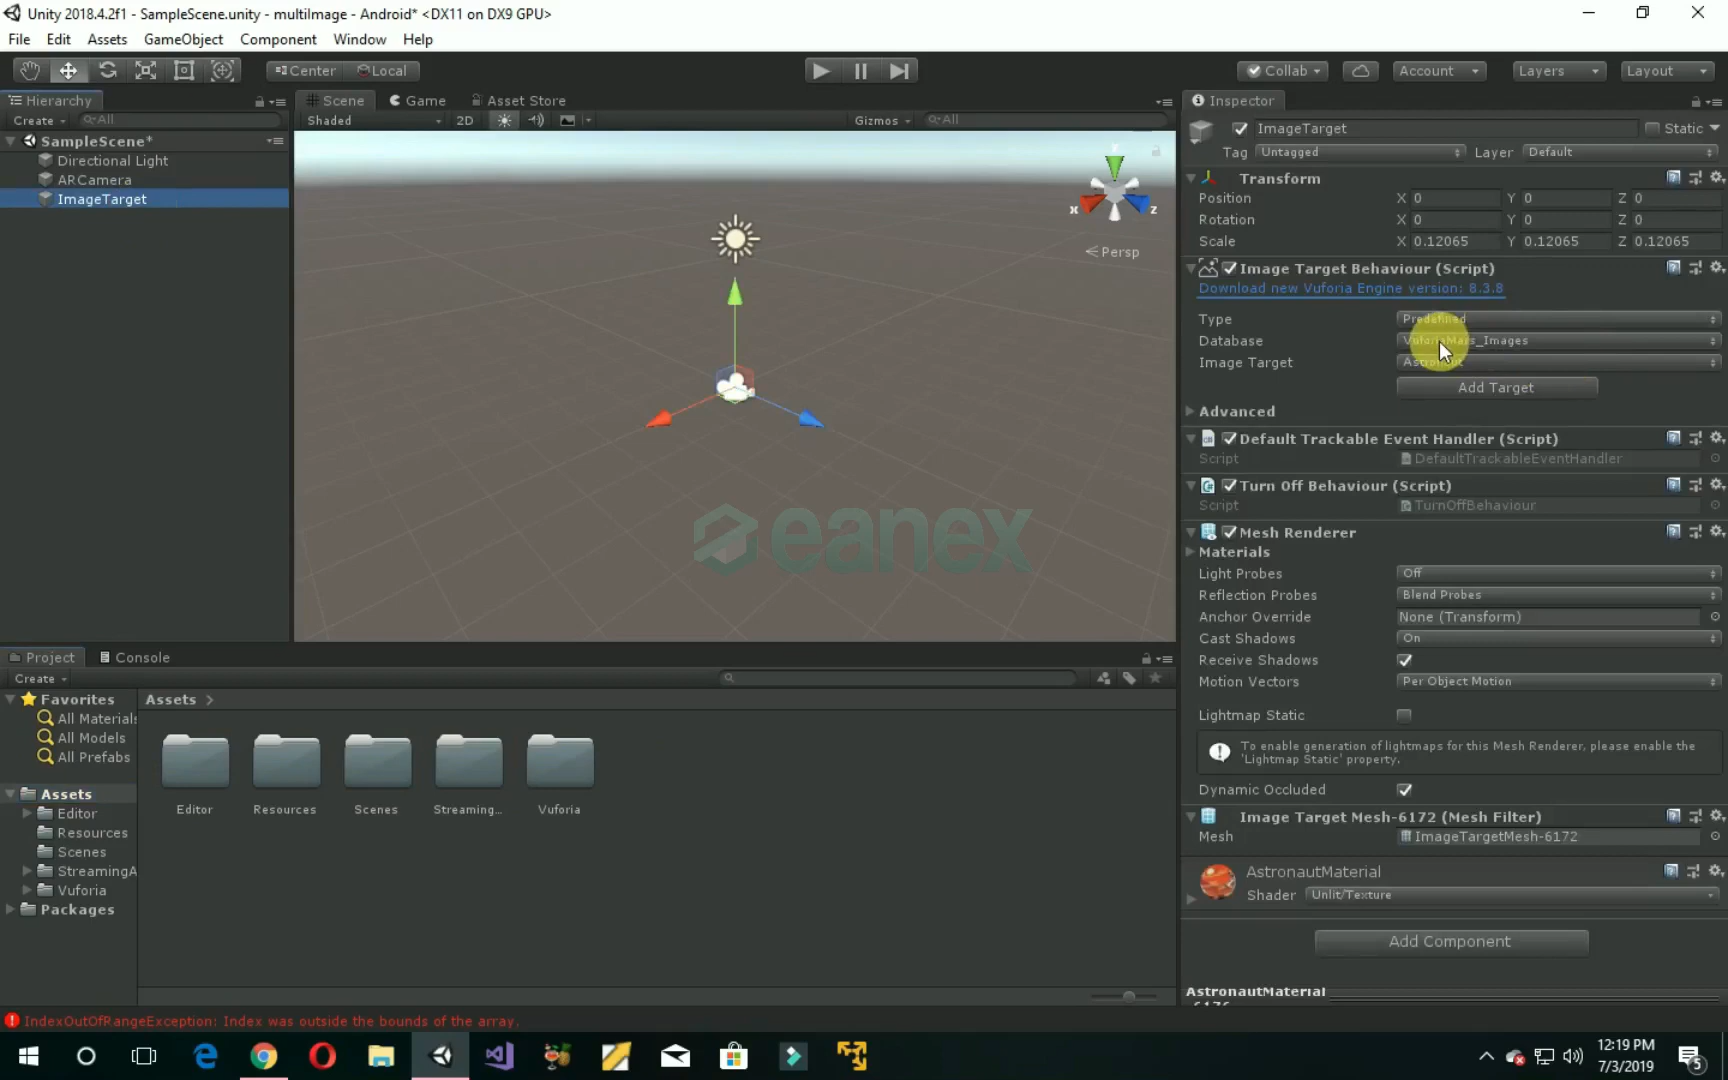 Unity 2018.4.2f1 - SampleScene.unity - multiImage - Android* <DX11 on DX9 GPU>
File Edit Assets GameObject Component Window Help
Center Local Collab Account Layers Layout
Hierarchy
Create All
SampleScene*
Directional Light
ARCamera
ImageTarget
Scene Game Asset Store
Shaded 2D Gizmos All
x z
Persp
eanex
Inspector
ImageTarget Static
Tag Untagged Layer Default
Transform
Position X 0 Y 0 Z 0
Rotation X 0 Y 0 Z 0
Scale X 0.12065 Y 0.12065 Z 0.12065
Image Target Behaviour (Script)
Download new Vuforia Engine version: 8.3.8
Type Predefined
Database VuforiaMars_Images
Image Target Astronaut
Add Target
Advanced
Default Trackable Event Handler (Script)
Script DefaultTrackableEventHandler
Turn Off Behaviour (Script)
Script TurnOffBehaviour
Mesh Renderer
Materials
Light Probes Off
Reflection Probes Blend Probes
Anchor Override None (Transform)
Cast Shadows On
Receive Shadows
Motion Vectors Per Object Motion
Lightmap Static
To enable generation of lightmaps for this Mesh Renderer, please enable the
'Lightmap Static' property.
Dynamic Occluded
Image Target Mesh-6172 (Mesh Filter)
Mesh ImageTargetMesh-6172
AstronautMaterial
Shader Unlit/Texture
Add Component
AstronautMaterial
Project Console
Create
Favorites
All Materials
All Models
All Prefabs
Assets
Editor
Resources
Scenes
StreamingA
Vuforia
Packages
Assets >
Editor Resources Scenes Streaming... Vuforia
IndexOutOfRangeException: Index was outside the bounds of the array.
12:19 PM
7/3/2019
5